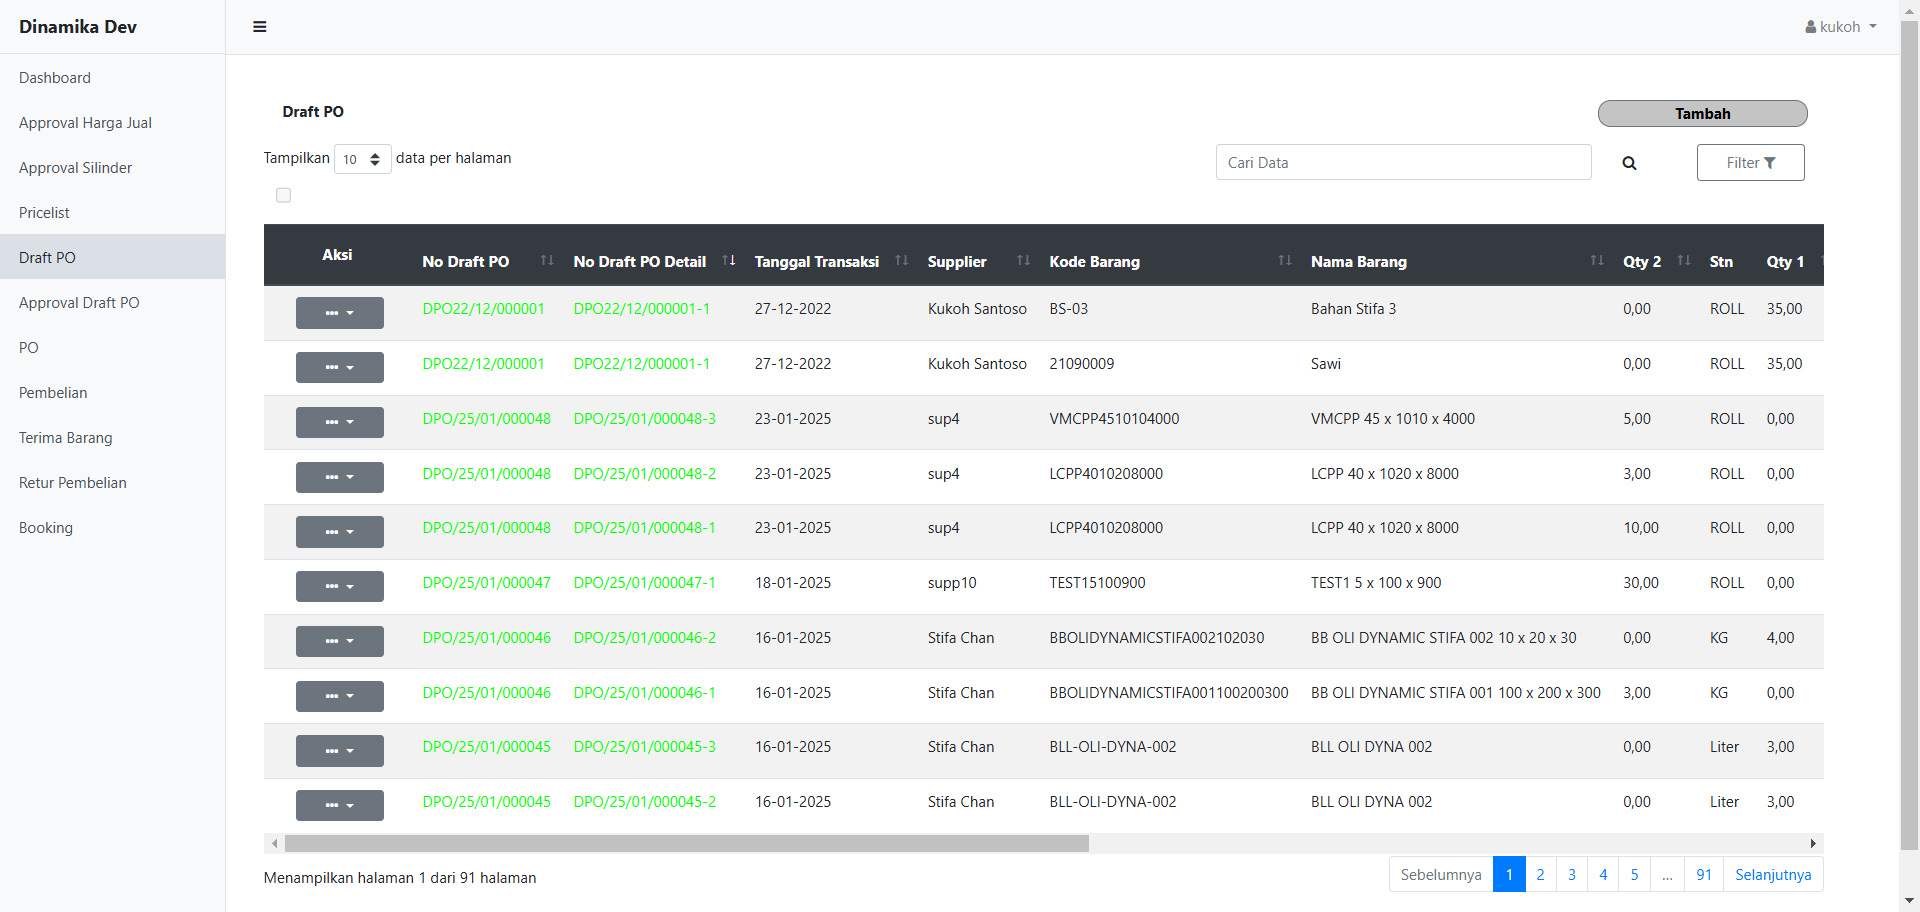 Dinamika Dev
kukoh
Dashboard
Approval Harga Jual
Approval Silinder
Pricelist
Draft PO
Approval Draft PO
PO
Pembelian
Terima Barang
Retur Pembelian
Booking
Draft PO
Tambah
Tampilkan 10 data per halaman
Cari Data
Filter
Aksi No Draft PO No Draft PO Detail Tanggal Transaksi Supplier Kode Barang Nama Barang Qty 2 Stn Qty 1
DPO22/12/000001 DPO22/12/000001-1 27-12-2022 Kukoh Santoso BS-03 Bahan Stifa 3 0,00 ROLL 35,00
DPO22/12/000001 DPO22/12/000001-1 27-12-2022 Kukoh Santoso 21090009 Sawi 0,00 ROLL 35,00
DPO/25/01/000048 DPO/25/01/000048-3 23-01-2025 sup4 VMCPP4510104000 VMCPP 45 x 1010 x 4000 5,00 ROLL 0,00
DPO/25/01/000048 DPO/25/01/000048-2 23-01-2025 sup4 LCPP4010208000 LCPP 40 x 1020 x 8000 3,00 ROLL 0,00
DPO/25/01/000048 DPO/25/01/000048-1 23-01-2025 sup4 LCPP4010208000 LCPP 40 x 1020 x 8000 10,00 ROLL 0,00
DPO/25/01/000047 DPO/25/01/000047-1 18-01-2025 supp10 TEST15100900 TEST1 5 x 100 x 900 30,00 ROLL 0,00
DPO/25/01/000046 DPO/25/01/000046-2 16-01-2025 Stifa Chan BBOLIDYNAMICSTIFA002102030 BB OLI DYNAMIC STIFA 002 10 x 20 x 30 0,00 KG 4,00
DPO/25/01/000046 DPO/25/01/000046-1 16-01-2025 Stifa Chan BBOLIDYNAMICSTIFA001100200300 BB OLI DYNAMIC STIFA 001 100 x 200 x 300 3,00 KG 0,00
DPO/25/01/000045 DPO/25/01/000045-3 16-01-2025 Stifa Chan BLL-OLI-DYNA-002 BLL OLI DYNA 002 0,00 Liter 3,00
DPO/25/01/000045 DPO/25/01/000045-2 16-01-2025 Stifa Chan BLL-OLI-DYNA-002 BLL OLI DYNA 002 0,00 Liter 3,00
Menampilkan halaman 1 dari 91 halaman
Sebelumnya 1 2 3 4 5 ... 91 Selanjutnya